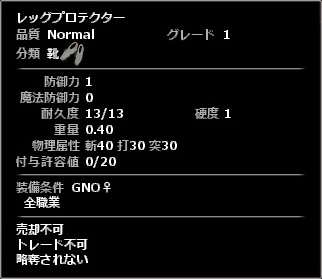 レッグプロテクター
品質 Normal グレード 1
分類 靴
防御力 1
魔法防御力 0
耐久度 13/13 硬度 1
重量 0.40
物理属性 斬40 打30 突30
付与許容値 0/20
装備条件 GNO♀
全職業
売却不可
トレード不可
略奪されない